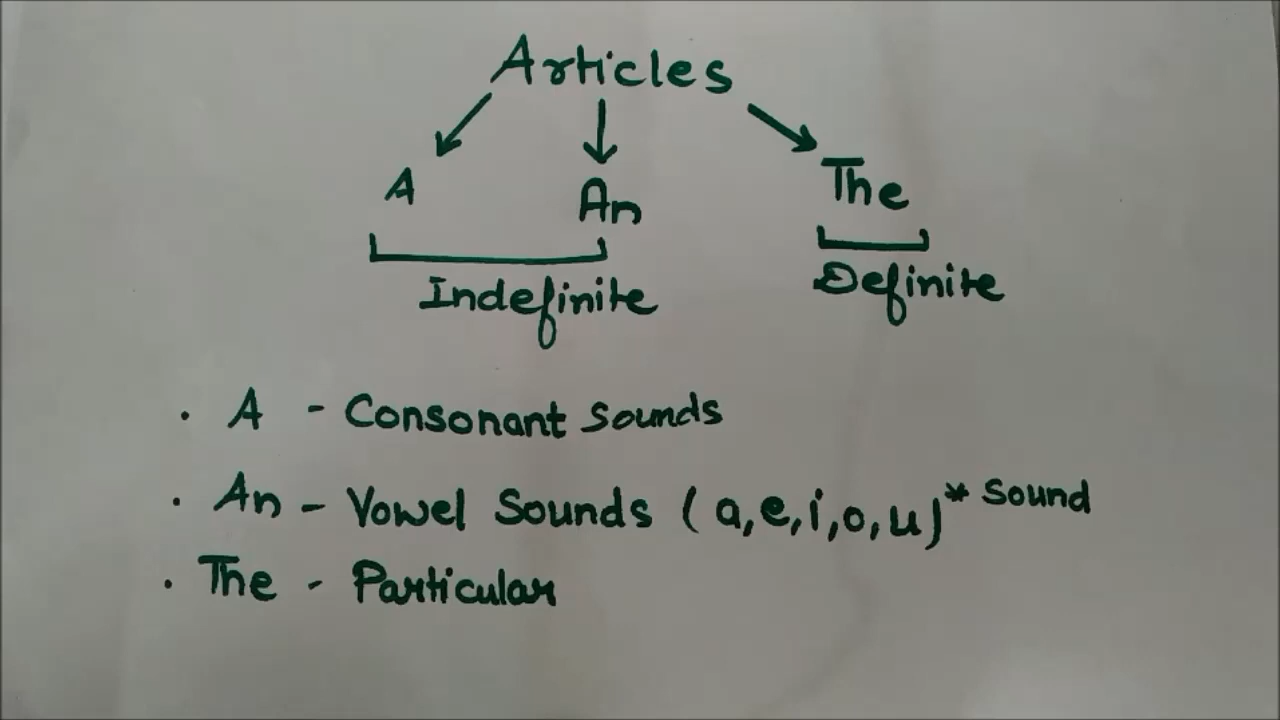 Articles
A An The
Indefinite Definite
· A - Consonant Sounds
· An - Vowel Sounds (a,e,i,o,u)* Sound
· The - Particular